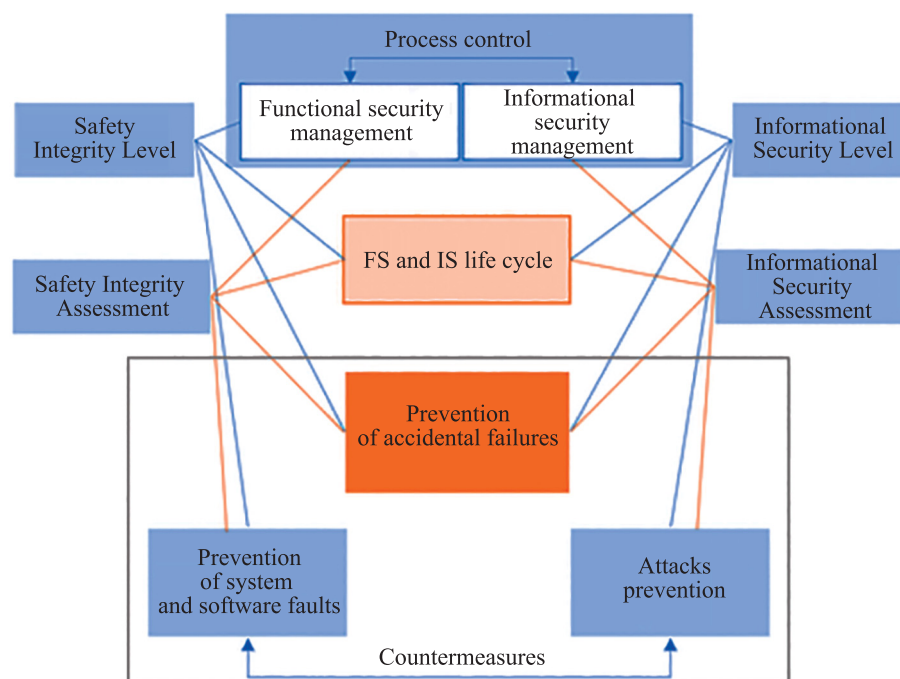 Process control
Functional security
management
Informational
security
management
Safety
Integrity Level
Informational
Security Level
FS and IS life cycle
Safety Integrity
Assessment
Informational
Security
Assessment
Prevention
of accidental failures
Prevention
of system
and software faults
Attacks
prevention
Countermeasures